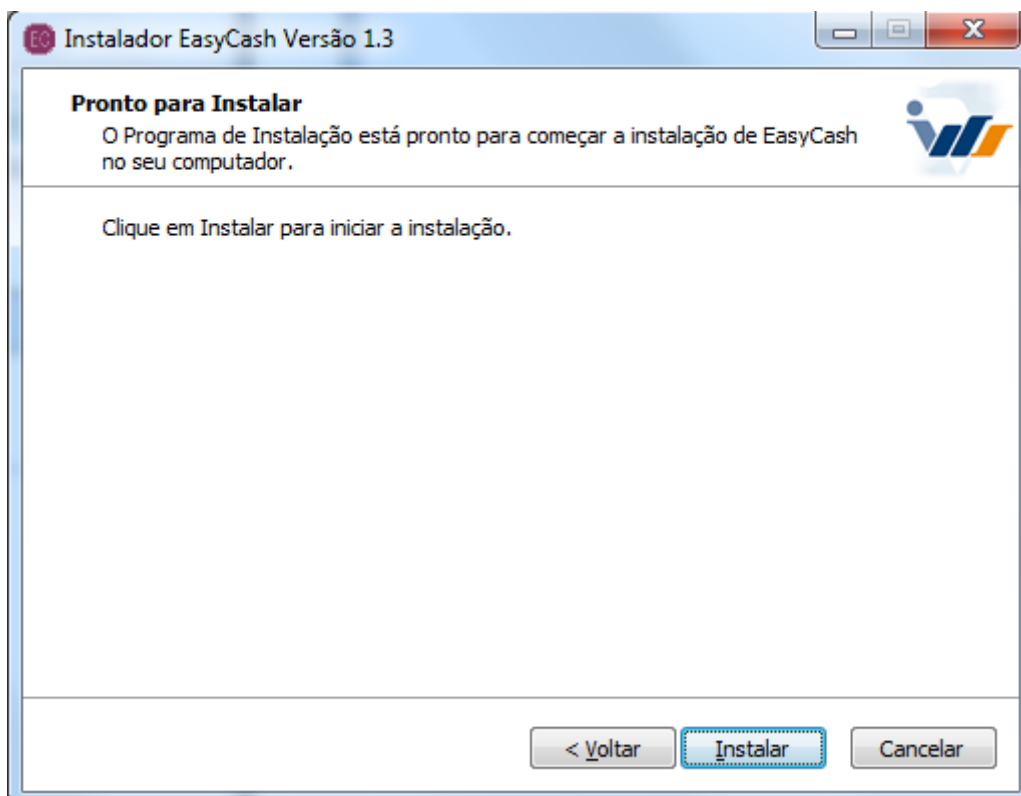 EC Instalador EasyCash Versão 1.3
Pronto para Instalar
O Programa de Instalação está pronto para começar a instalação de EasyCash
no seu computador.
Clique em Instalar para iniciar a instalação.
< Voltar Instalar Cancelar